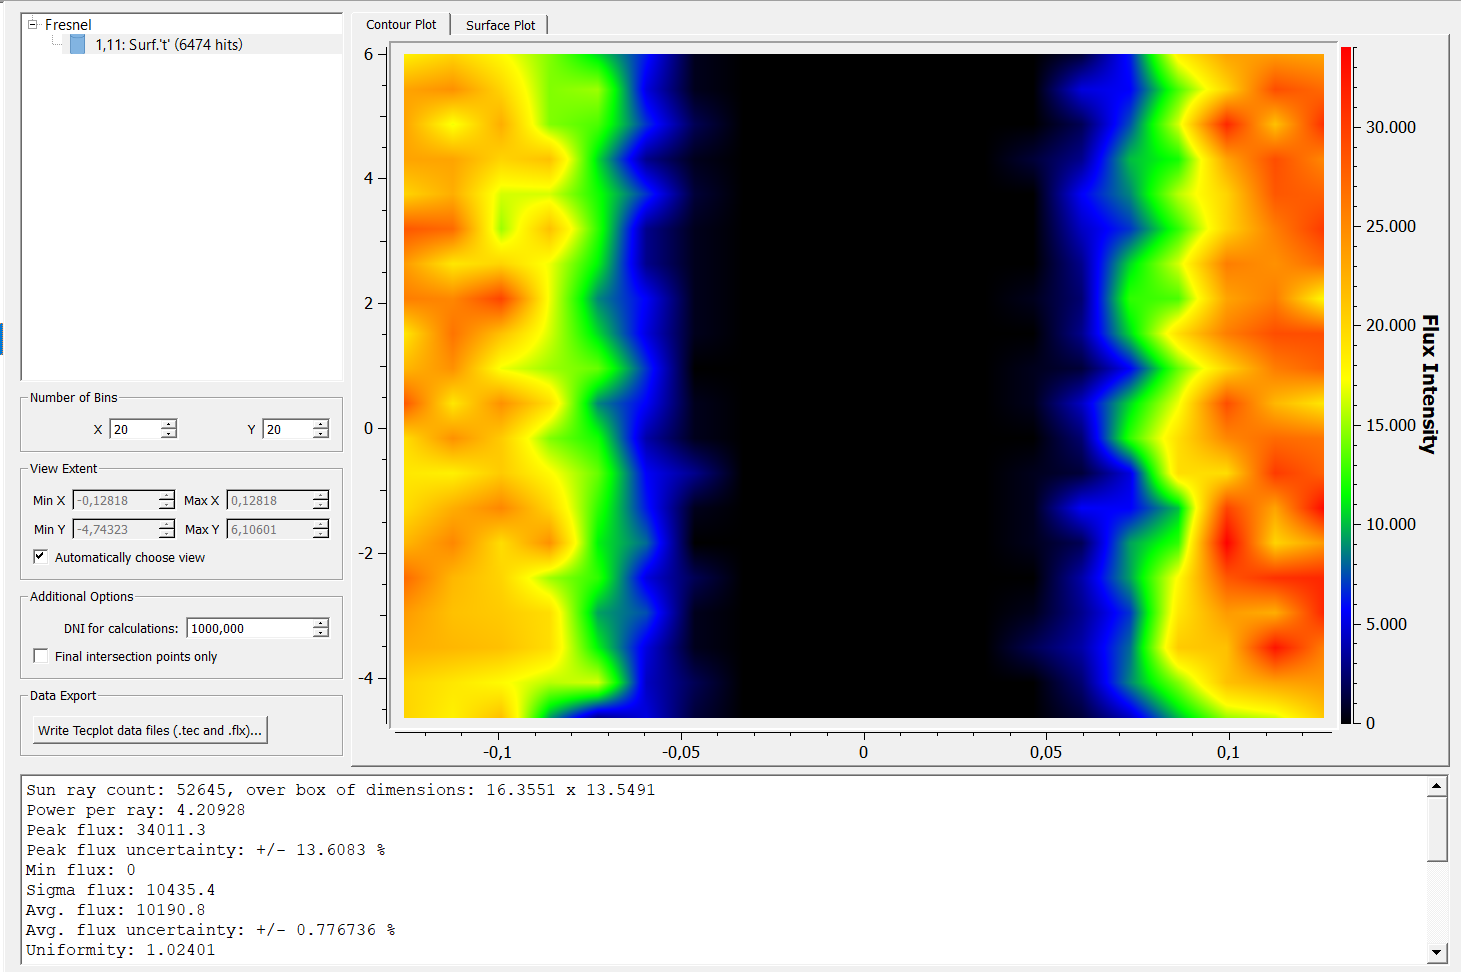 Fresnel
1,11: Surf.'t' (6474 hits)
Number of Bins
X 20 Y 20
View Extent
Min X -0,12818 Max X 0,12818
Min Y -4,74323 Max Y 6,10601
Automatically choose view
Additional Options
DNI for calculations: 1000,000
Final intersection points only
Data Export
Write Tecplot data files (.tec and .flx)...
Contour Plot Surface Plot
6
4
2
0
-2
-4
-0,1 -0,05 0 0,05 0,1
30.000
25.000
20.000
15.000
10.000
5.000
0
Flux Intensity
Sun ray count: 52645, over box of dimensions: 16.3551 x 13.5491
Power per ray: 4.20928
Peak flux: 34011.3
Peak flux uncertainty: +/- 13.6083 %
Min flux: 0
Sigma flux: 10435.4
Avg. flux: 10190.8
Avg. flux uncertainty: +/- 0.776736 %
Uniformity: 1.02401